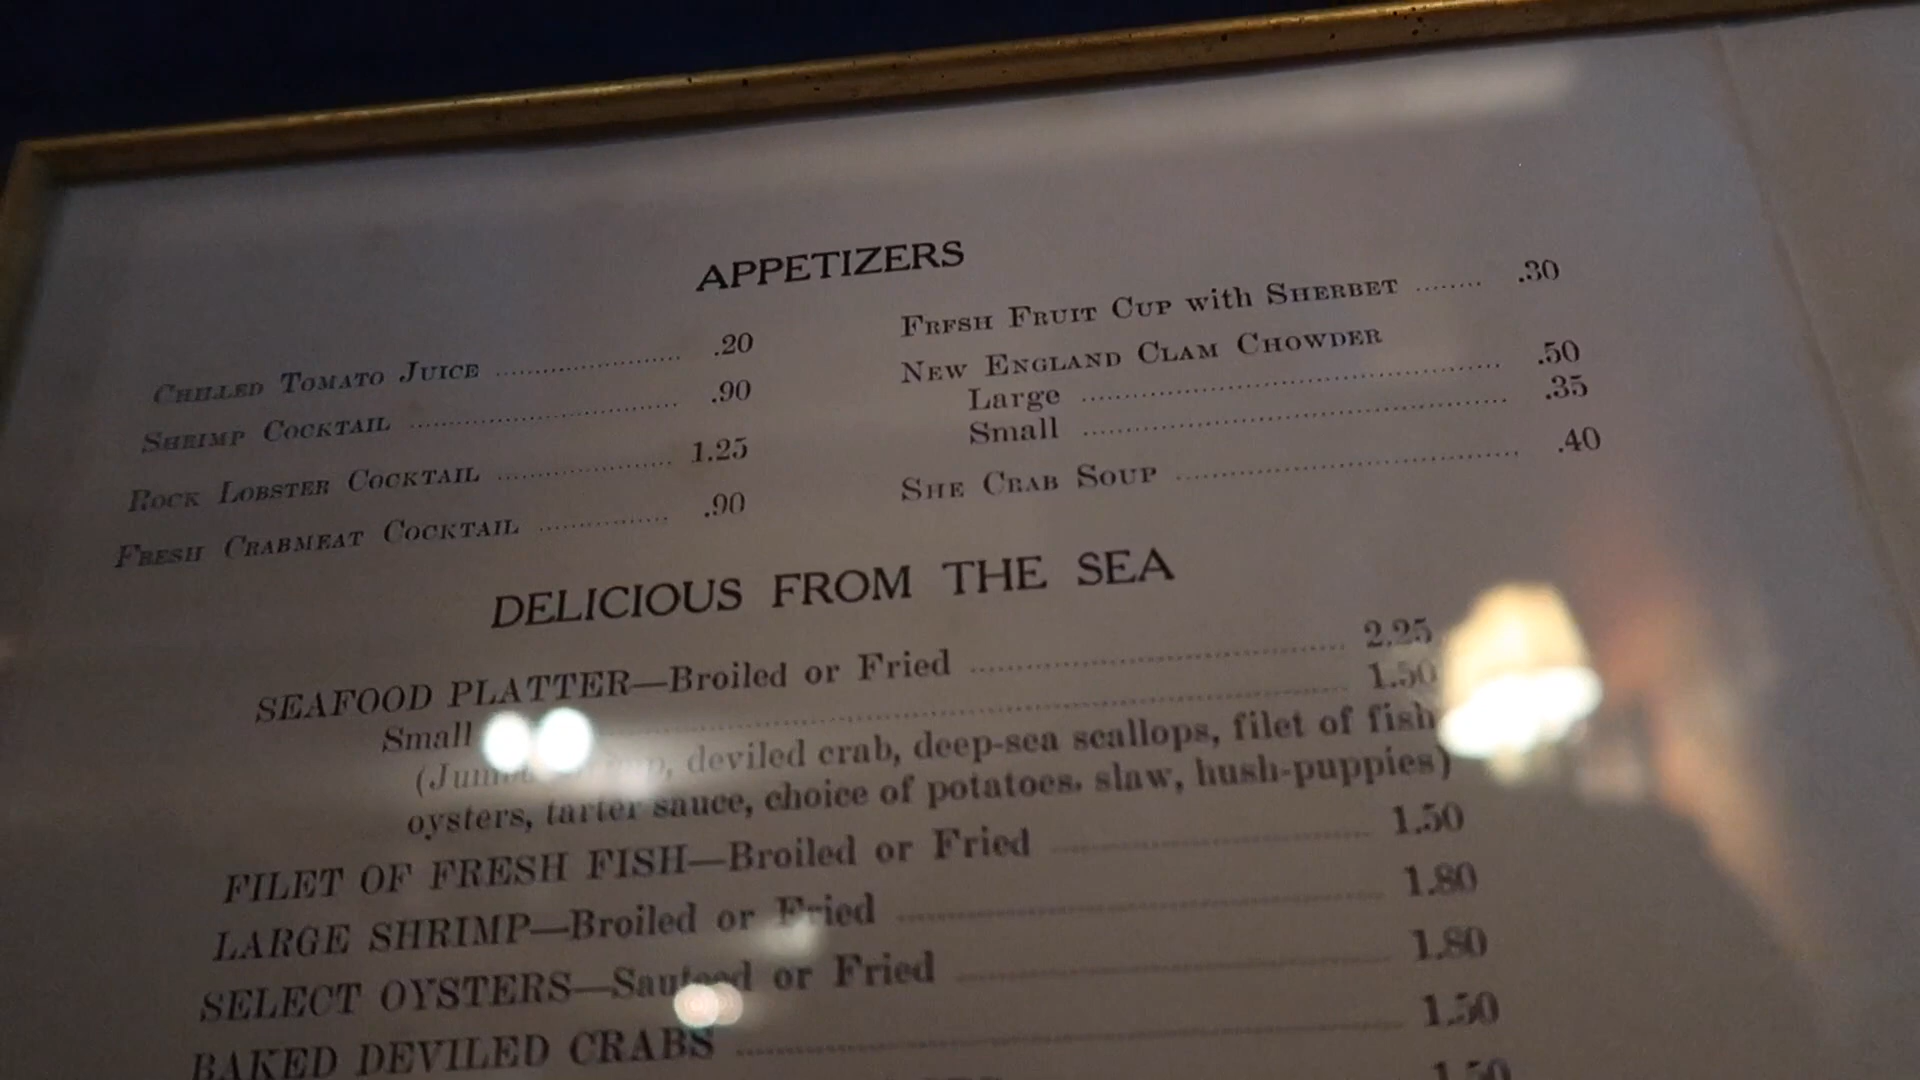 APPETIZERS
CHILLED TOMATO JUICE .20
SHRIMP COCKTAIL .90
ROCK LOBSTER COCKTAIL 1.25
FRESH CRABMEAT COCKTAIL .90
FRESH FRUIT CUP with SHERBET .30
NEW ENGLAND CLAM CHOWDER
Large .50
Small .35
SHE CRAB SOUP .40
DELICIOUS FROM THE SEA
SEAFOOD PLATTER—Broiled or Fried 2.25
Small 1.50
deviled crab, deep-sea scallops, filet of fish
oysters, tarter sauce, choice of potatoes, slaw, hush-puppies)
FILET OF FRESH FISH—Broiled or Fried 1.50
LARGE SHRIMP—Broiled or Fried 1.80
SELECT OYSTERS—Sauteed or Fried 1.80
BAKED DEVILED CRABS 1.50
1.50